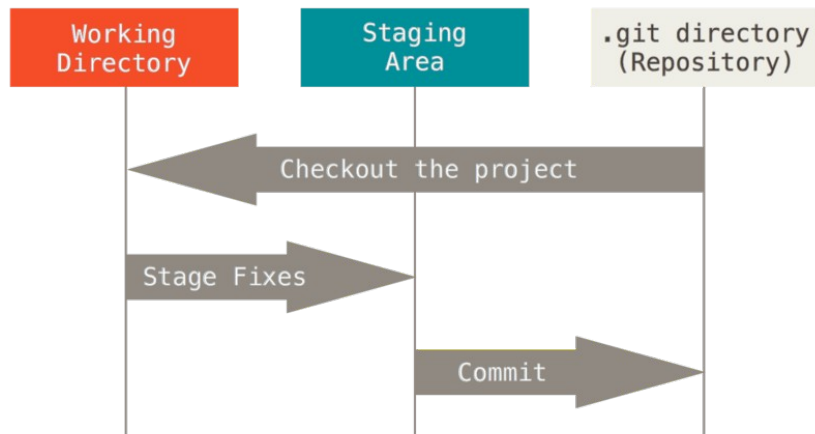 Working
Directory
Staging
Area
.git directory
(Repository)
Checkout the project
Stage Fixes
Commit